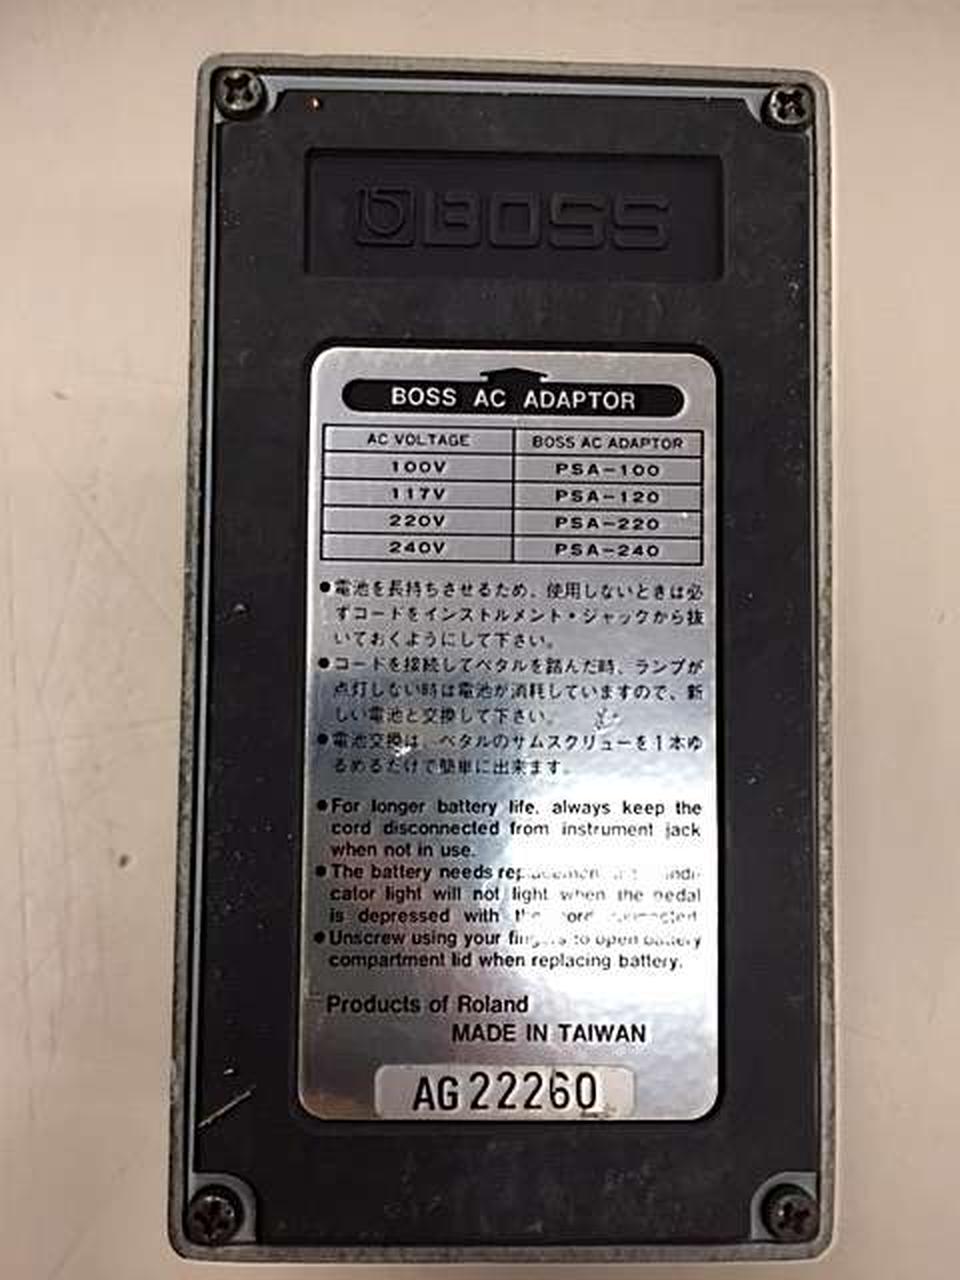 BOSS
BOSS AC ADAPTOR
AC VOLTAGE BOSS AC ADAPTOR
100V PSA-100
117V PSA-120
220V PSA-220
240V PSA-240
●電池を長持ちさせるため、使用しないときは必
ずコードをインストルメント・ジャックから抜
いておくようにして下さい。
●コードを接続してペタルを踏んだ時、ランプが
点灯しない時は電池が消耗していますので、新
しい電池と交換して下さい。
●電池交換は、ペタルのサムスクリューを1本ゆ
るめるだけで簡単に出来ます。
●For longer battery life, always keep the
cord disconnected from instrument jack
when not in use.
●The battery needs indi-
cator light will not light when the pedal
is depressed with cord
●Unscrew using your to open battery
compartment lid when replacing battery.
Products of Roland
MADE IN TAIWAN
AG22260